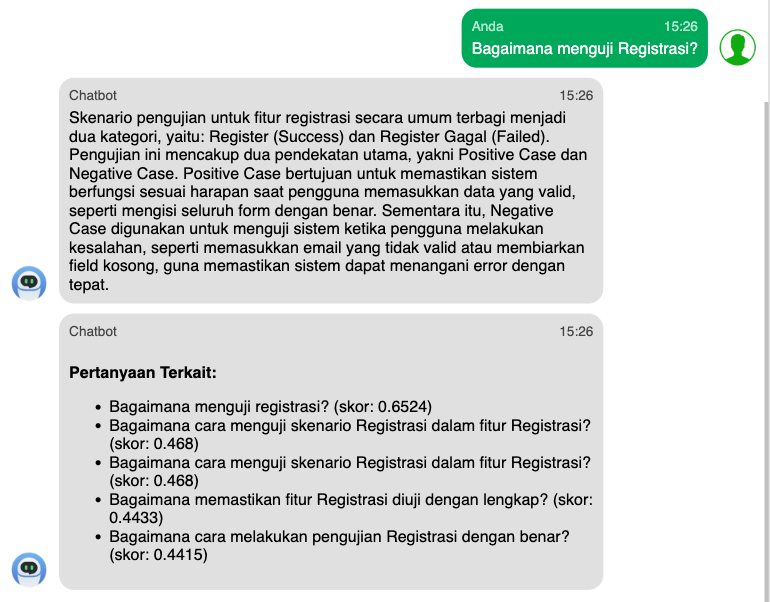 Anda 15:26
Bagaimana menguji Registrasi?
Chatbot 15:26
Skenario pengujian untuk fitur registrasi secara umum terbagi menjadi
dua kategori, yaitu: Register (Success) dan Register Gagal (Failed).
Pengujian ini mencakup dua pendekatan utama, yakni Positive Case dan
Negative Case. Positive Case bertujuan untuk memastikan sistem
berfungsi sesuai harapan saat pengguna memasukkan data yang valid,
seperti mengisi seluruh form dengan benar. Sementara itu, Negative
Case digunakan untuk menguji sistem ketika pengguna melakukan
kesalahan, seperti memasukkan email yang tidak valid atau membiarkan
field kosong, guna memastikan sistem dapat menangani error dengan
tepat.
Chatbot 15:26
Pertanyaan Terkait:
• Bagaimana menguji registrasi? (skor: 0.6524)
• Bagaimana cara menguji skenario Registrasi dalam fitur Registrasi?
(skor: 0.468)
• Bagaimana cara menguji skenario Registrasi dalam fitur Registrasi?
(skor: 0.468)
• Bagaimana memastikan fitur Registrasi diuji dengan lengkap? (skor:
0.4433)
• Bagaimana cara melakukan pengujian Registrasi dengan benar?
(skor: 0.4415)